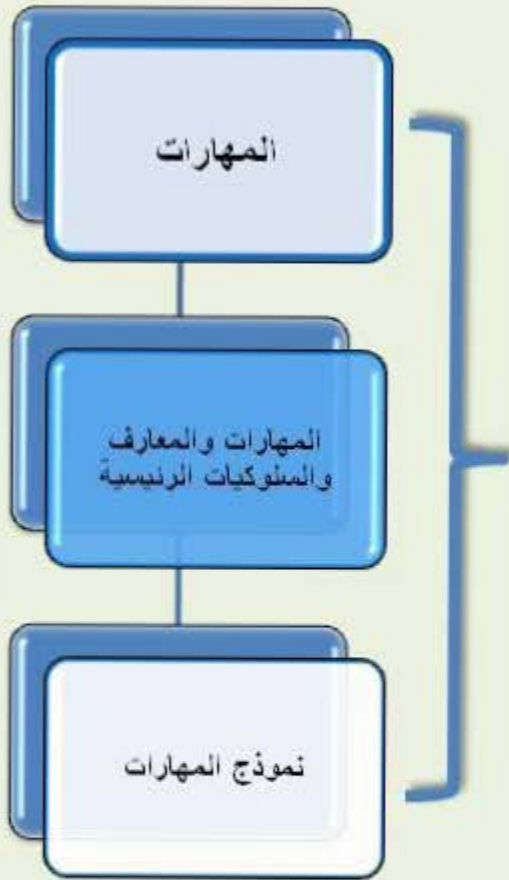 المهارات
المهارات والمعارف
والسلوكيات الرئيسية
نموذج المهارات